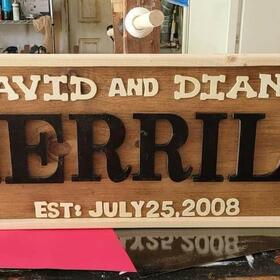 AVID AND DIAN
ERRIL
EST: JULY25,2008